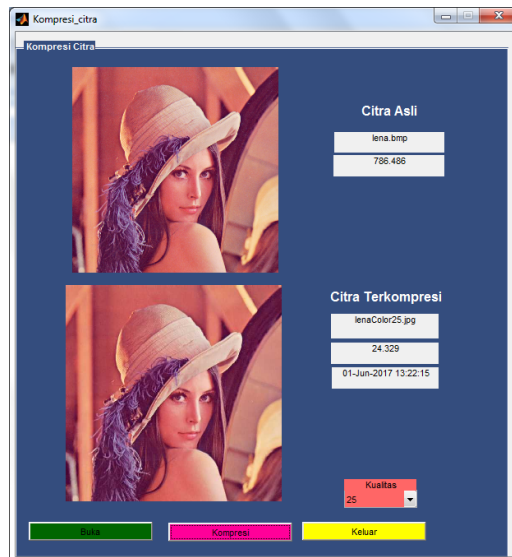 Kompresi_citra
Kompresi Citra
Citra Asli
lena.bmp
786.486
Citra Terkompresi
lenaColor25.jpg
24.329
01-Jun-2017 13:22:15
Kualitas
25
Buka
Kompresi
Keluar